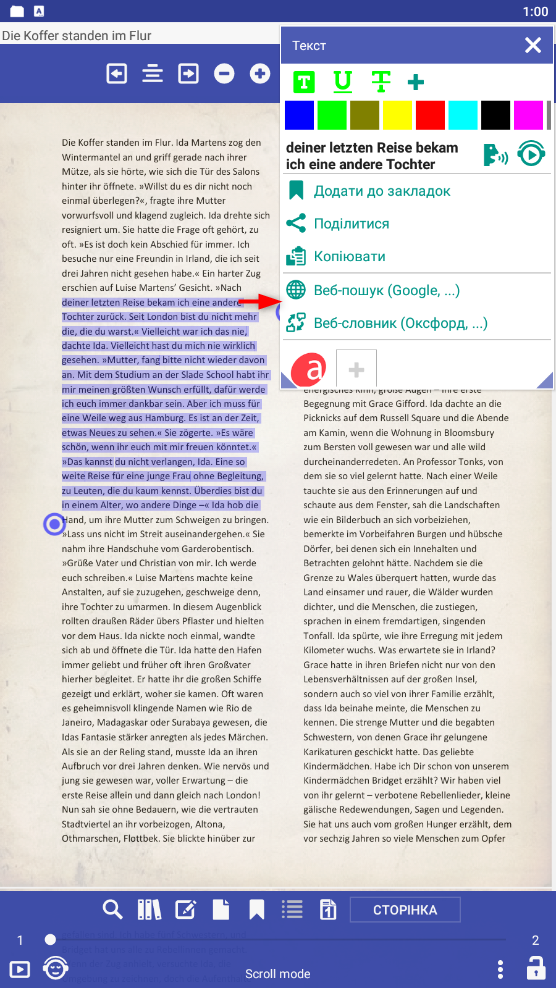 A
1:00
Die Koffer standen im Flur
Текст
T U T
deiner letzten Reise bekam
ich eine andere Tochter
Додати до закладок
Поділитися
Копіювати
Веб-пошук (Google, ...)
Веб-словник (Оксфорд, ...)
a
Die Koffer standen im Flur. Ida Martens zog den
Wintermantel an und griff gerade nach ihrer
Mütze, als sie hörte, wie sich die Tür des Salons
hinter ihr öffnete. »Willst du es dir nicht noch
einmal überlegen?«, fragte ihre Mutter
vorwurfsvoll und klagend zugleich. Ida drehte sich
resigniert um. Sie hatte die Frage oft gehört, zu
oft. »Es ist doch kein Abschied für immer. Ich
besuche nur eine Freundin in Irland, die ich seit
drei Jahren nicht gesehen habe.« Ein harter Zug
erschien auf Luise Martens’ Gesicht. »Nach
deiner letzten Reise bekam ich eine andere
Tochter zurück. Seit London bist du nicht mehr
die, die du warst.« Vielleicht war ich das nie,
dachte Ida. Vielleicht hast du mich nie wirklich
gesehen. »Mutter, fang bitte nicht wieder davon
an. Mit dem Studium an der Slade School habt ihr
mir meinen größten Wunsch erfüllt, dafür werde
ich euch immer dankbar sein. Aber ich muss für
eine Weile weg aus Hamburg. Es ist an der Zeit,
etwas Neues zu sehen.« Sie zögerte. »Es wäre
schön, wenn ihr euch mit mir freuen könntet.«
»Das kannst du nicht verlangen, Ida. Eine so
weite Reise für eine junge Frau ohne Begleitung,
zu Leuten, die du kaum kennst. Überdies bist du
in einem Alter, wo andere Dinge –« Ida hob die
Hand, um ihre Mutter zum Schweigen zu bringen.
»Lass uns nicht im Streit auseinandergehen.« Sie
nahm ihre Handschuhe vom Garderobentisch.
»Grüße Vater und Christian von mir. Ich werde
euch schreiben.« Luise Martens machte keine
Anstalten, auf sie zuzugehen, geschweige denn,
ihre Tochter zu umarmen. In diesem Augenblick
rollten draußen Räder übers Pflaster und hielten
vor dem Haus. Ida nickte noch einmal, wandte
sich ab und öffnete die Tür. Ida hatte den Hafen
immer geliebt und früher oft ihren Großvater
hierher begleitet. Er hatte ihr die großen Schiffe
gezeigt und erklärt, woher sie kamen. Oft waren
es geheimnisvoll klingende Namen wie Rio de
Janeiro, Madagaskar oder Surabaya gewesen, die
Idas Fantasie stärker anregten als jedes Märchen.
Als sie an der Reling stand, musste Ida an ihren
Aufbruch vor drei Jahren denken. Wie nervös und
jung sie gewesen war, voller Erwartung – die
erste Reise allein und dann gleich nach London!
Nun sah sie ohne Bedauern, wie die vertrauten
Stadtviertel an ihr vorbeizogen, Altona,
Othmarschen, Flottbek. Sie blickte hinüber zur
energisches Kinn, große Augen – ihre erste
Begegnung mit Grace Gifford. Ida dachte an die
Picknicks auf dem Russell Square und die Abende
am Kamin, wenn die Wohnung in Bloomsbury
zum Bersten voll gewesen war und alle wild
durcheinanderredeten. An Professor Tonks, von
dem sie so viel gelernt hatte. Nach einer Weile
tauchte sie aus den Erinnerungen auf und
schaute aus dem Fenster, sah die Landschaften
wie ein Bilderbuch an sich vorbeiziehen,
bemerkte im Vorbeifahren Burgen und hübsche
Dörfer, bei denen sich ein Innehalten und
Betrachten gelohnt hätte. Nachdem sie die
Grenze zu Wales überquert hatten, wurde das
Land einsamer und rauer, die Wälder wurden
dichter, und die Menschen, die zustiegen,
sprachen in einem fremdartigen, singenden
Tonfall. Ida spürte, wie ihre Erregung mit jedem
Kilometer wuchs. Was erwartete sie in Irland?
Grace hatte in ihren Briefen nicht nur von den
Lebensverhältnissen auf der großen Insel,
sondern auch so viel von ihrer Familie erzählt,
dass Ida beinahe meinte, die Menschen zu
kennen. Die strenge Mutter und die begabten
Schwestern, von denen Grace ihr gelungene
Karikaturen geschickt hatte. Das geliebte
Kindermädchen. Habe ich Dir schon von unserem
Kindermädchen Bridget erzählt? Wir haben viel
von ihr gelernt – verbotene Rebellenlieder, kleine
gälische Redewendungen, Sagen und Legenden.
Sie hat uns auch vom großen Hunger erzählt, dem
vor sechzig Jahren so viele Menschen zum Opfer
1
СТОРІНКА
1
2
Scroll mode